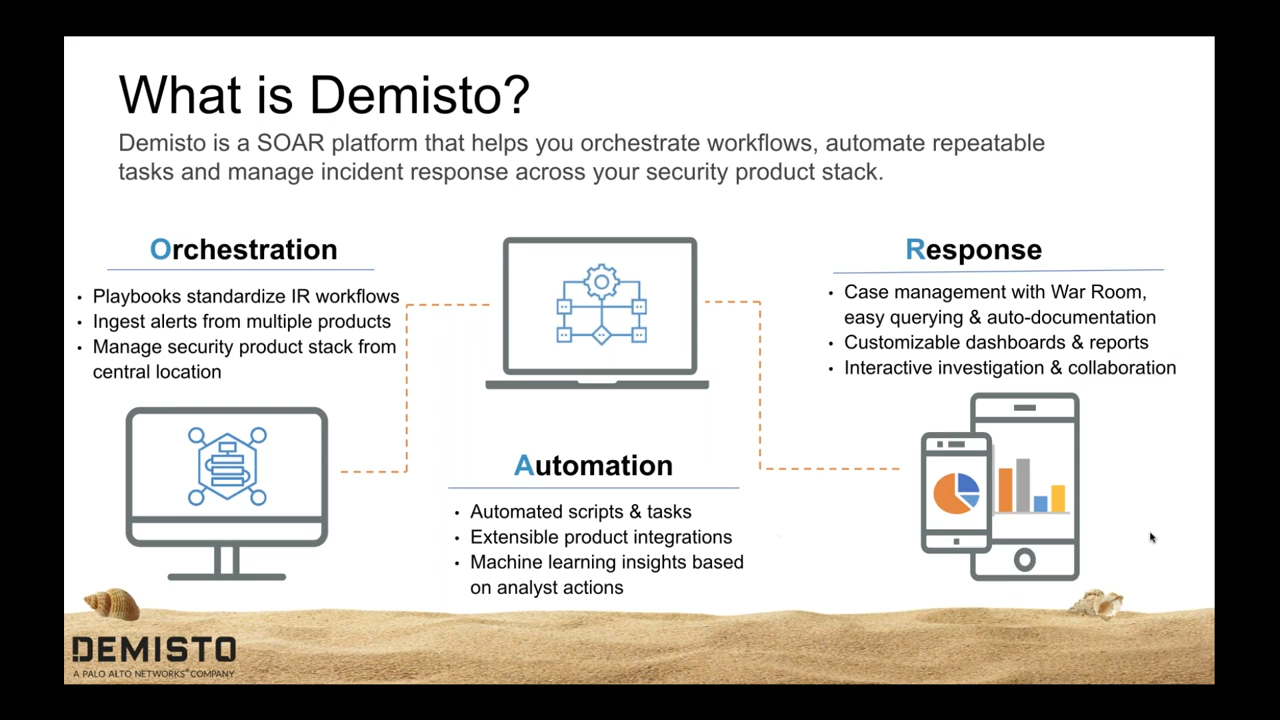 What is Demisto?
Demisto is a SOAR platform that helps you orchestrate workflows, automate repeatable
tasks and manage incident response across your security product stack.
Orchestration
• Playbooks standardize IR workflows
• Ingest alerts from multiple products
• Manage security product stack from
central location
Automation
• Automated scripts & tasks
• Extensible product integrations
• Machine learning insights based
on analyst actions
Response
• Case management with War Room,
easy querying & auto-documentation
• Customizable dashboards & reports
• Interactive investigation & collaboration
DEMISTO
A PALO ALTO NETWORKS® COMPANY